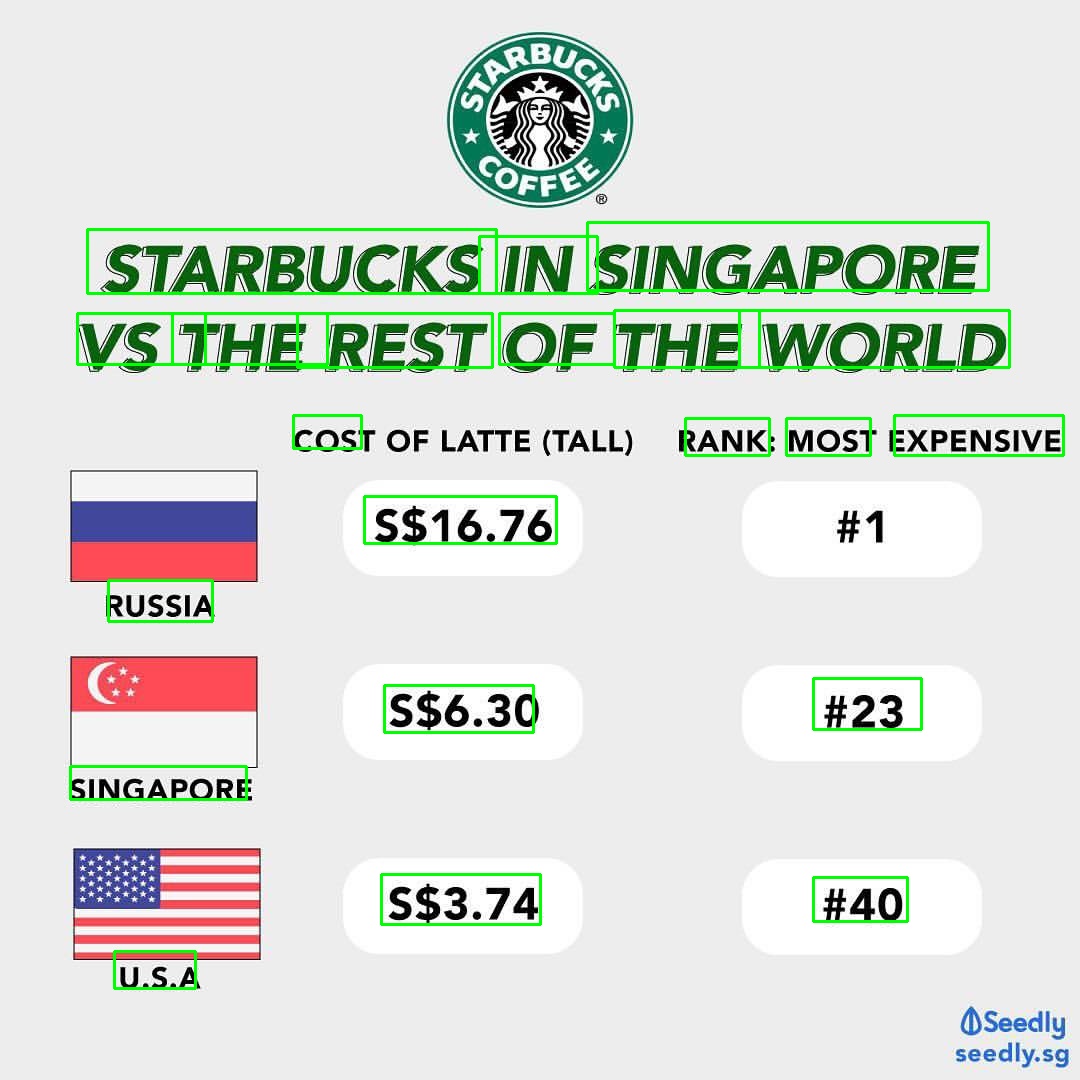 STARBUCKS
COFFEE
®
STARBUCKS IN SINGAPORE
VS THE REST OF THE WORLD
COST OF LATTE (TALL) RANK: MOST EXPENSIVE
S$16.76 #1
RUSSIA
S$6.30 #23
SINGAPORE
S$3.74 #40
U.S.A
Seedly
seedly.sg